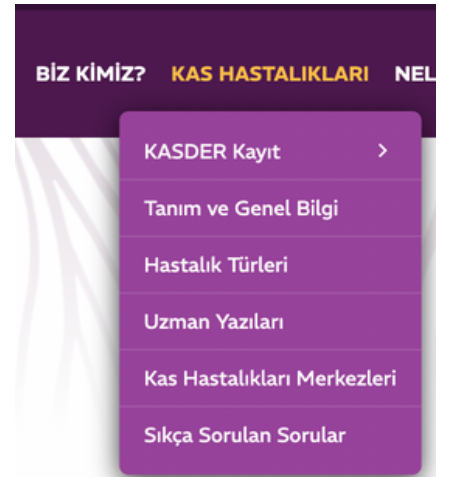 BİZ KİMİZ? KAS HASTALIKLARI NEL
KASDER Kayıt
Tanım ve Genel Bilgi
Hastalık Türleri
Uzman Yazıları
Kas Hastalıkları Merkezleri
Sıkça Sorulan Sorular